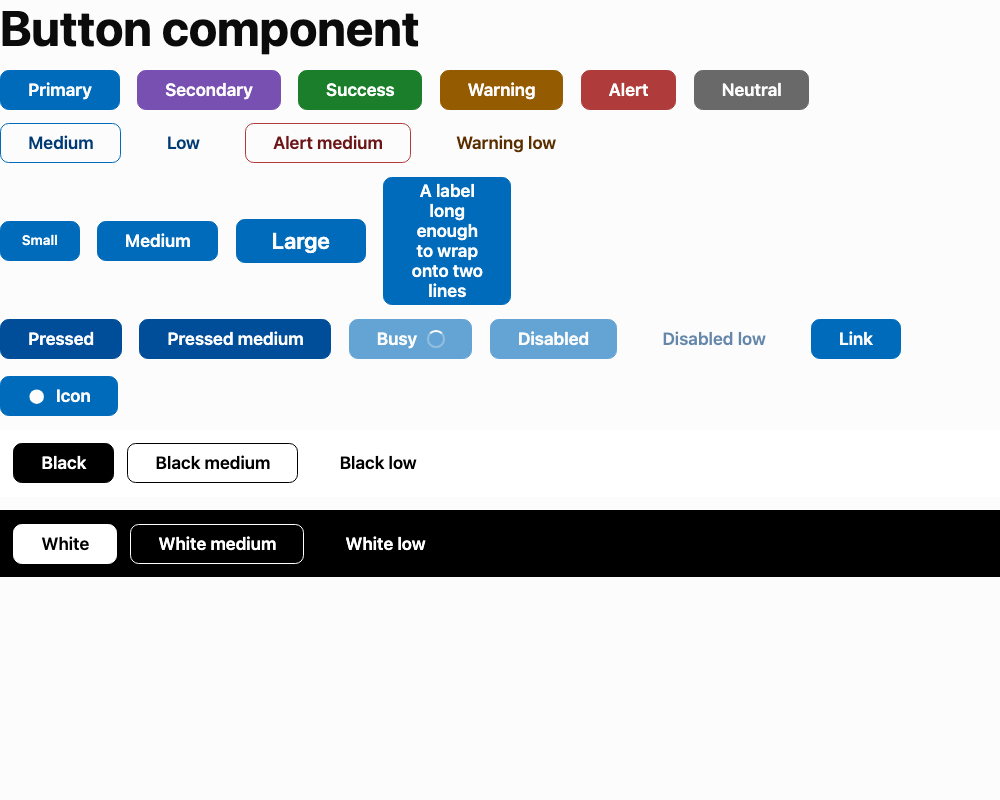 Button component
Primary Secondary Success Warning Alert Neutral
Medium Low Alert medium Warning low
Small Medium Large A label
long
enough
to wrap
onto two
lines
Pressed Pressed medium Busy Disabled Disabled low Link
Icon
Black Black medium Black low
White White medium White low